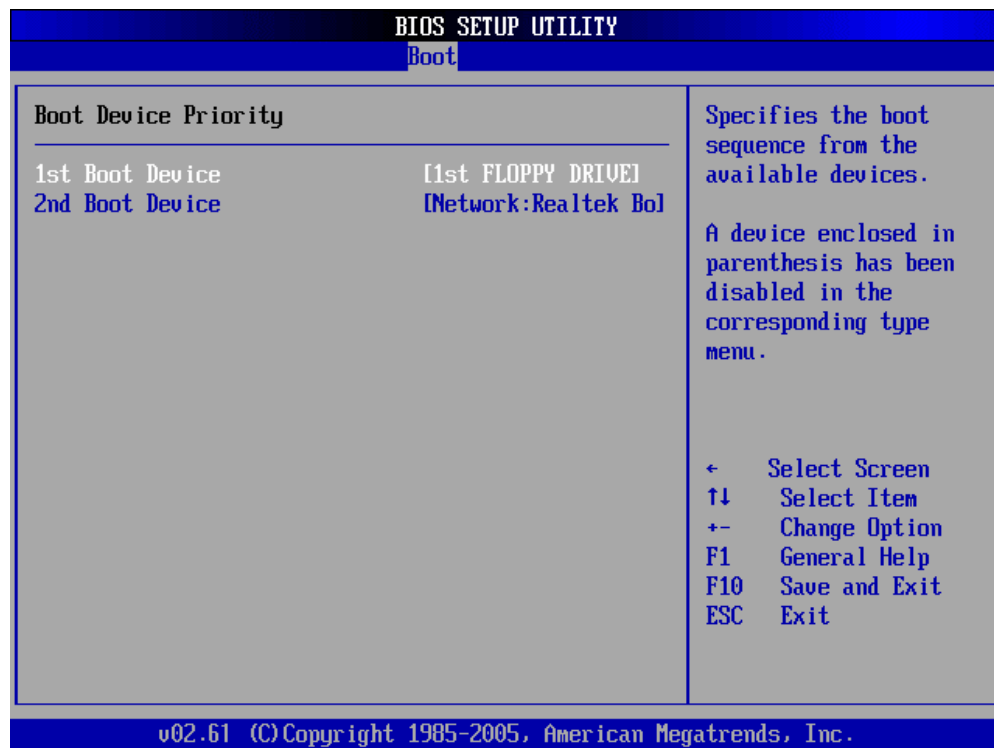 BIOS SETUP UTILITY
Boot
Boot Device Priority
1st Boot Device [1st FLOPPY DRIVE]
2nd Boot Device [Network:Realtek Bo]
Specifies the boot
sequence from the
available devices.
A device enclosed in
parenthesis has been
disabled in the
corresponding type
menu.
← Select Screen
↑↓ Select Item
+- Change Option
F1 General Help
F10 Save and Exit
ESC Exit
v02.61 (C)Copyright 1985-2005, American Megatrends, Inc.